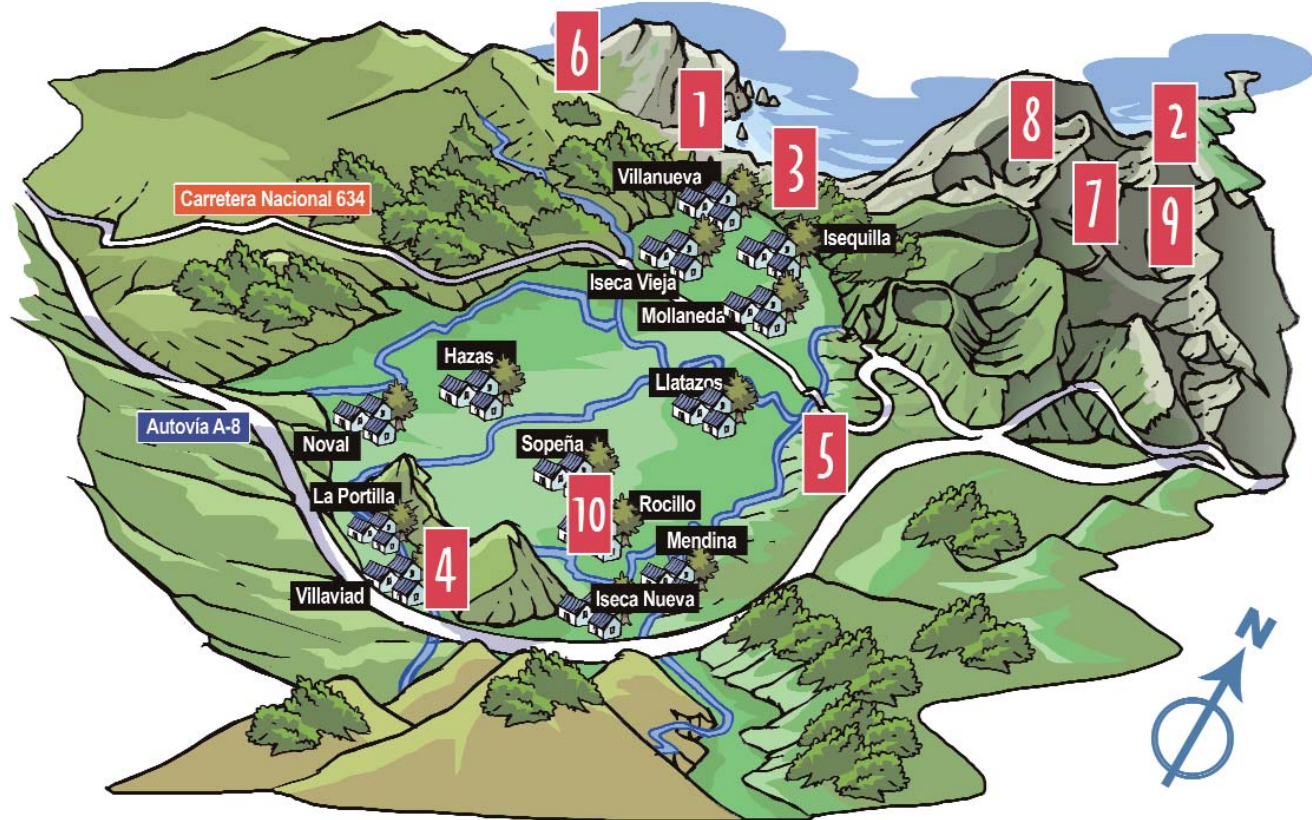 6
1
8
2
3
Villanueva
Carretera Nacional 634
7
9
Isequilla
Iseca Vieja
Mollaneda
Hazas
Llatazos
Autovía A-8
Noval
Sopeña
5
La Portilla
10
Rocillo
Mendina
4
Villaviad
Iseca Nueva
N